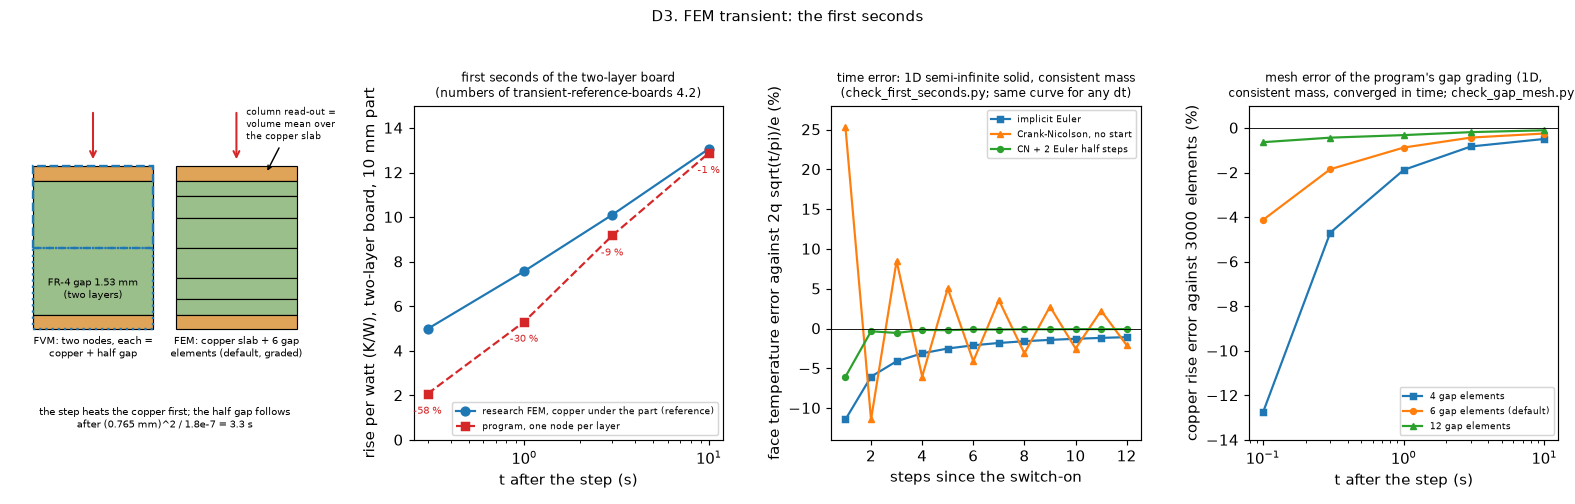 D3. FEM transient: the first seconds
column read-out =
volume mean over
the copper slab
FR-4 gap 1.53 mm
(two layers)
FVM: two nodes, each =
copper + half gap
FEM: copper slab + 6 gap
elements (default, graded)
the step heats the copper first; the half gap follows
after (0.765 mm)^2 / 1.8e-7 = 3.3 s
first seconds of the two-layer board
(numbers of transient-reference-boards 4.2)
rise per watt (K/W), two-layer board, 10 mm part
14
12
10
8
6
4
2
0
-58 %
-30 %
-9 %
-1 %
research FEM, copper under the part (reference)
program, one node per layer
10⁰
10¹
t after the step (s)
time error: 1D semi-infinite solid, consistent mass
(check_first_seconds.py; same curve for any dt)
face temperature error against 2q sqrt(t/pi))/e (%)
25
20
15
10
5
0
−5
−10
implicit Euler
Crank-Nicolson, no start
CN + 2 Euler half steps
2
4
6
8
10
12
steps since the switch-on
mesh error of the program's gap grading (1D,
consistent mass, converged in time; check_gap_mesh.py
copper rise error against 3000 elements (%)
0
−2
−4
−6
−8
−10
−12
−14
4 gap elements
6 gap elements (default)
12 gap elements
10⁻¹
10⁰
10¹
t after the step (s)